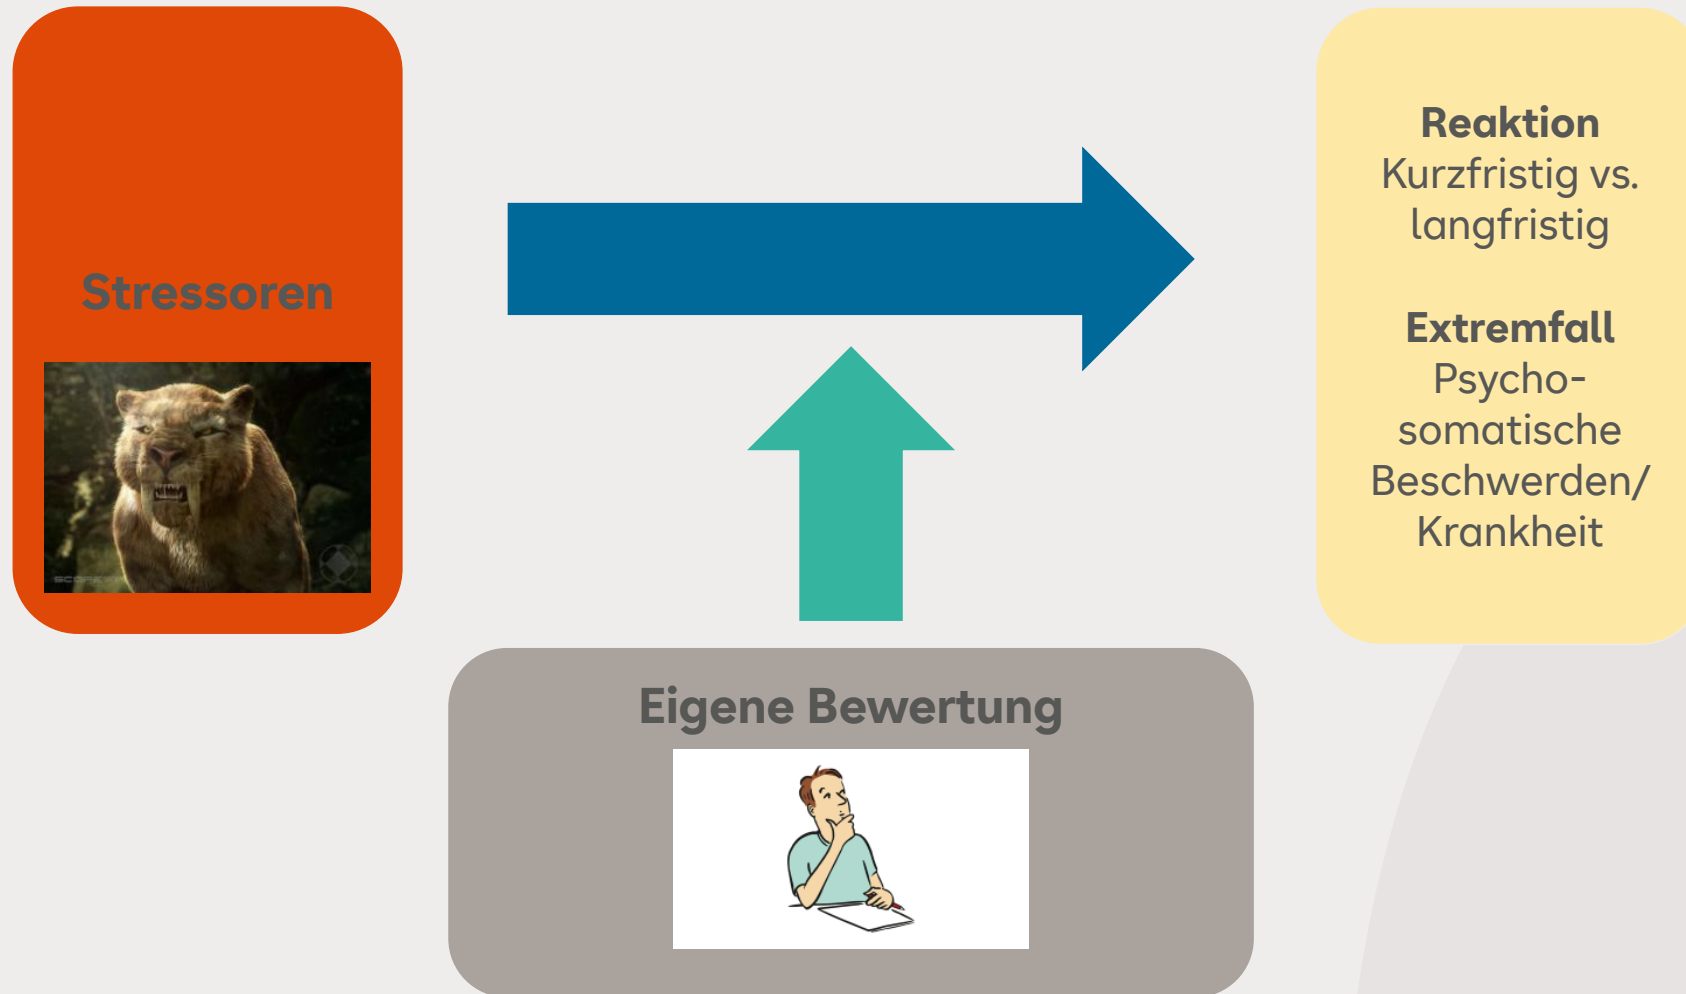 Stressoren
Reaktion
Kurzfristig vs.
langfristig
Extremfall
Psycho-
somatische
Beschwerden/
Krankheit
Eigene Bewertung